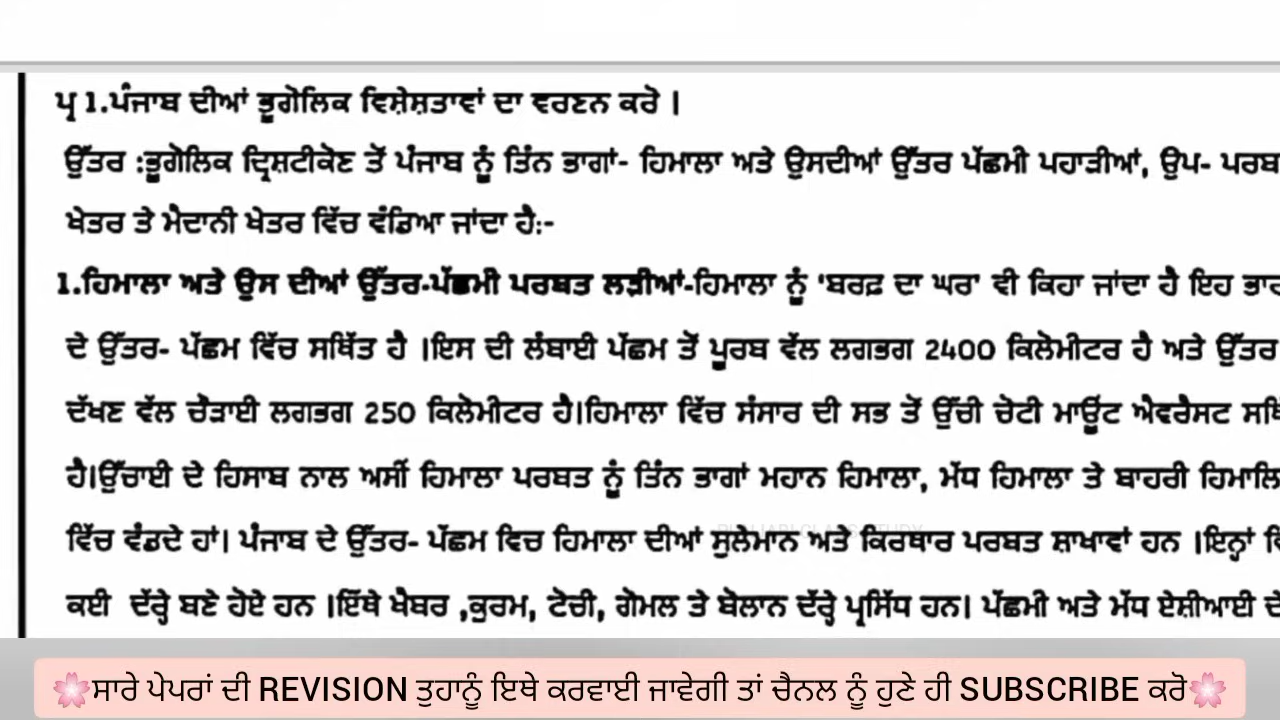 ਪ੍ਰ 1.ਪੰਜਾਬ ਦੀਆਂ ਭੂਗੋਲਿਕ ਵਿਸ਼ੇਸ਼ਤਾਵਾਂ ਦਾ ਵਰਣਨ ਕਰੋ |
ਉੱਤਰ :ਭੂਗੋਲਿਕ ਦ੍ਰਿਸ਼ਟੀਕੋਣ ਤੋਂ ਪੰਜਾਬ ਨੂੰ ਤਿੰਨ ਭਾਗਾਂ- ਹਿਮਾਲਾ ਅਤੇ ਉਸਦੀਆਂ ਉੱਤਰ ਪੱਛਮੀ ਪਹਾੜੀਆਂ, ਉਪ-
ਖੇਤਰ ਤੇ ਮੈਦਾਨੀ ਖੇਤਰ ਵਿੱਚ ਵੰਡਿਆ ਜਾਂਦਾ ਹੈ:-
1.ਹਿਮਾਲਾ ਅਤੇ ਉਸ ਦੀਆਂ ਉੱਤਰ-ਪੱਛਮੀ ਪਰਬਤ ਲੜੀਆਂ-ਹਿਮਾਲਾ ਨੂੰ 'ਬਰਫ਼ ਦਾ ਘਰ' ਵੀ ਕਿਹਾ ਜਾਂਦਾ ਹੈ ਇਹ
ਦੇ ਉੱਤਰ- ਪੱਛਮ ਵਿੱਚ ਸਥਿੱਤ ਹੈ |ਇਸ ਦੀ ਲੰਬਾਈ ਪੱਛਮ ਤੋਂ ਪੂਰਬ ਵੱਲ ਲਗਭਗ 2400 ਕਿਲੋਮੀਟਰ ਹੈ ਅਤੇ ਉੱਤਰ
ਦੱਖਣ ਵੱਲ ਚੌੜਾਈ ਲਗਭਗ 250 ਕਿਲੋਮੀਟਰ ਹੈ|ਹਿਮਾਲਾ ਵਿੱਚ ਸੰਸਾਰ ਦੀ ਸਭ ਤੋਂ ਉੱਚੀ ਚੋਟੀ ਮਾਊਂਟ ਐਵਰੈਸਟ
ਹੈ|ਉੱਚਾਈ ਦੇ ਹਿਸਾਬ ਨਾਲ ਅਸੀਂ ਹਿਮਾਲਾ ਪਰਬਤ ਨੂੰ ਤਿੰਨ ਭਾਗਾਂ ਮਹਾਨ ਹਿਮਾਲਾ, ਮੱਧ ਹਿਮਾਲਾ ਤੇ ਬਾਹਰੀ
ਵਿੱਚ ਵੰਡਦੇ ਹਾਂ| ਪੰਜਾਬ ਦੇ ਉੱਤਰ- ਪੱਛਮ ਵਿਚ ਹਿਮਾਲਾ ਦੀਆਂ ਸੁਲੇਮਾਨ ਅਤੇ ਕਿਰਥਾਰ ਪਰਬਤ ਸ਼ਾਖਾਵਾਂ ਹਨ |ਇਨ੍ਹਾਂ
ਕਈ ਦੱਰ੍ਹੇ ਬਣੇ ਹੋਏ ਹਨ |ਇੱਥੇ ਖੈਬਰ ,ਕੁਰਮ, ਟੋਚੀ, ਗੋਮਲ ਤੇ ਬੋਲਾਨ ਦੱਰ੍ਹੇ ਪ੍ਰਸਿੱਧ ਹਨ| ਪੱਛਮੀ ਅਤੇ ਮੱਧ ਏਸ਼ੀਆਈ
🌸ਸਾਰੇ ਪੇਪਰਾਂ ਦੀ REVISION ਤੁਹਾਨੂੰ ਇਥੇ ਕਰਵਾਈ ਜਾਵੇਗੀ ਤਾਂ ਚੈਨਲ ਨੂੰ ਹੁਣੇ ਹੀ SUBSCRIBE ਕਰੋ🌸